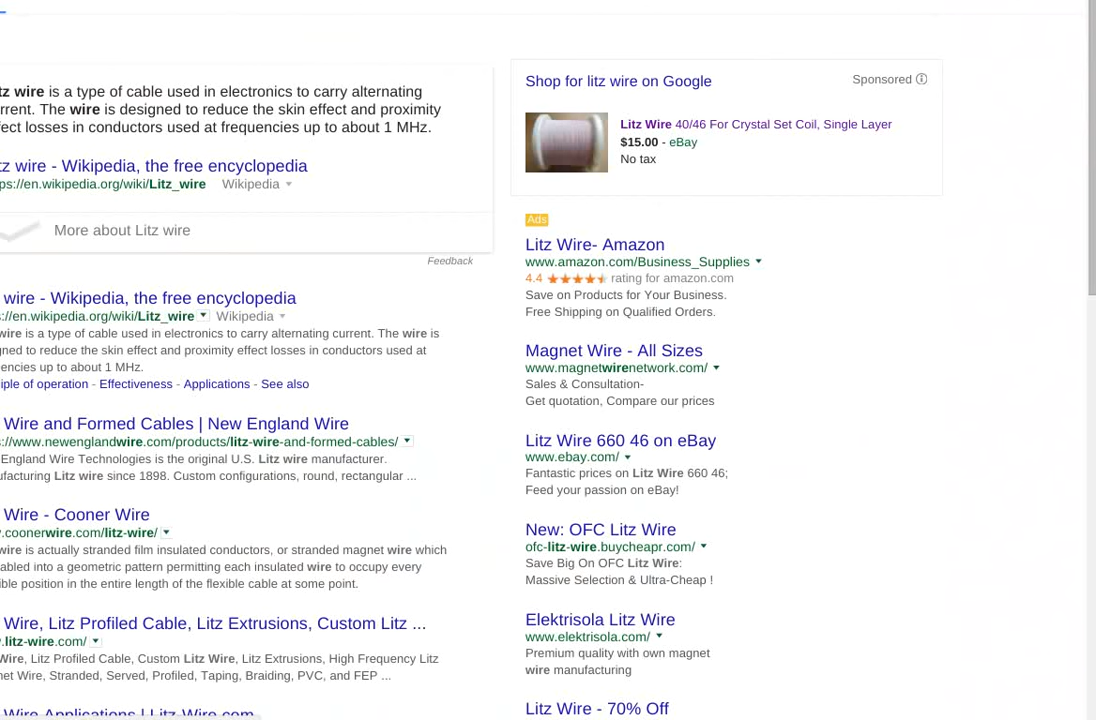 tz wire is a type of cable used in electronics to carry alternating
rrent. The wire is designed to reduce the skin effect and proximity
fect losses in conductors used at frequencies up to about 1 MHz.
tz wire - Wikipedia, the free encyclopedia
ps://en.wikipedia.org/wiki/Litz_wire Wikipedia
More about Litz wire
Feedback
wire - Wikipedia, the free encyclopedia
s://en.wikipedia.org/wiki/Litz_wire Wikipedia
wire is a type of cable used in electronics to carry alternating current. The wire is
gned to reduce the skin effect and proximity effect losses in conductors used at
encies up to about 1 MHz.
iple of operation - Effectiveness - Applications - See also
Wire and Formed Cables | New England Wire
s://www.newenglandwire.com/products/litz-wire-and-formed-cables/
England Wire Technologies is the original U.S. Litz wire manufacturer.
ufacturing Litz wire since 1898. Custom configurations, round, rectangular ...
Wire - Cooner Wire
.coonerwire.com/litz-wire/
wire is actually stranded film insulated conductors, or stranded magnet wire which
abled into a geometric pattern permitting each insulated wire to occupy every
ible position in the entire length of the flexible cable at some point.
Wire, Litz Profiled Cable, Litz Extrusions, Custom Litz ...
.litz-wire.com/
Wire, Litz Profiled Cable, Custom Litz Wire, Litz Extrusions, High Frequency Litz
net Wire, Stranded, Served, Profiled, Taping, Braiding, PVC, and FEP ...
Wire Applications | Litz-Wire.com
Shop for litz wire on Google
Sponsored
Litz Wire 40/46 For Crystal Set Coil, Single Layer
$15.00 - eBay
No tax
Ads
Litz Wire- Amazon
www.amazon.com/Business_Supplies
4.4 rating for amazon.com
Save on Products for Your Business.
Free Shipping on Qualified Orders.
Magnet Wire - All Sizes
www.magnetwirenetwork.com/
Sales & Consultation-
Get quotation, Compare our prices
Litz Wire 660 46 on eBay
www.ebay.com/
Fantastic prices on Litz Wire 660 46;
Feed your passion on eBay!
New: OFC Litz Wire
ofc-litz-wire.buycheapr.com/
Save Big On OFC Litz Wire:
Massive Selection & Ultra-Cheap !
Elektrisola Litz Wire
www.elektrisola.com/
Premium quality with own magnet
wire manufacturing
Litz Wire - 70% Off